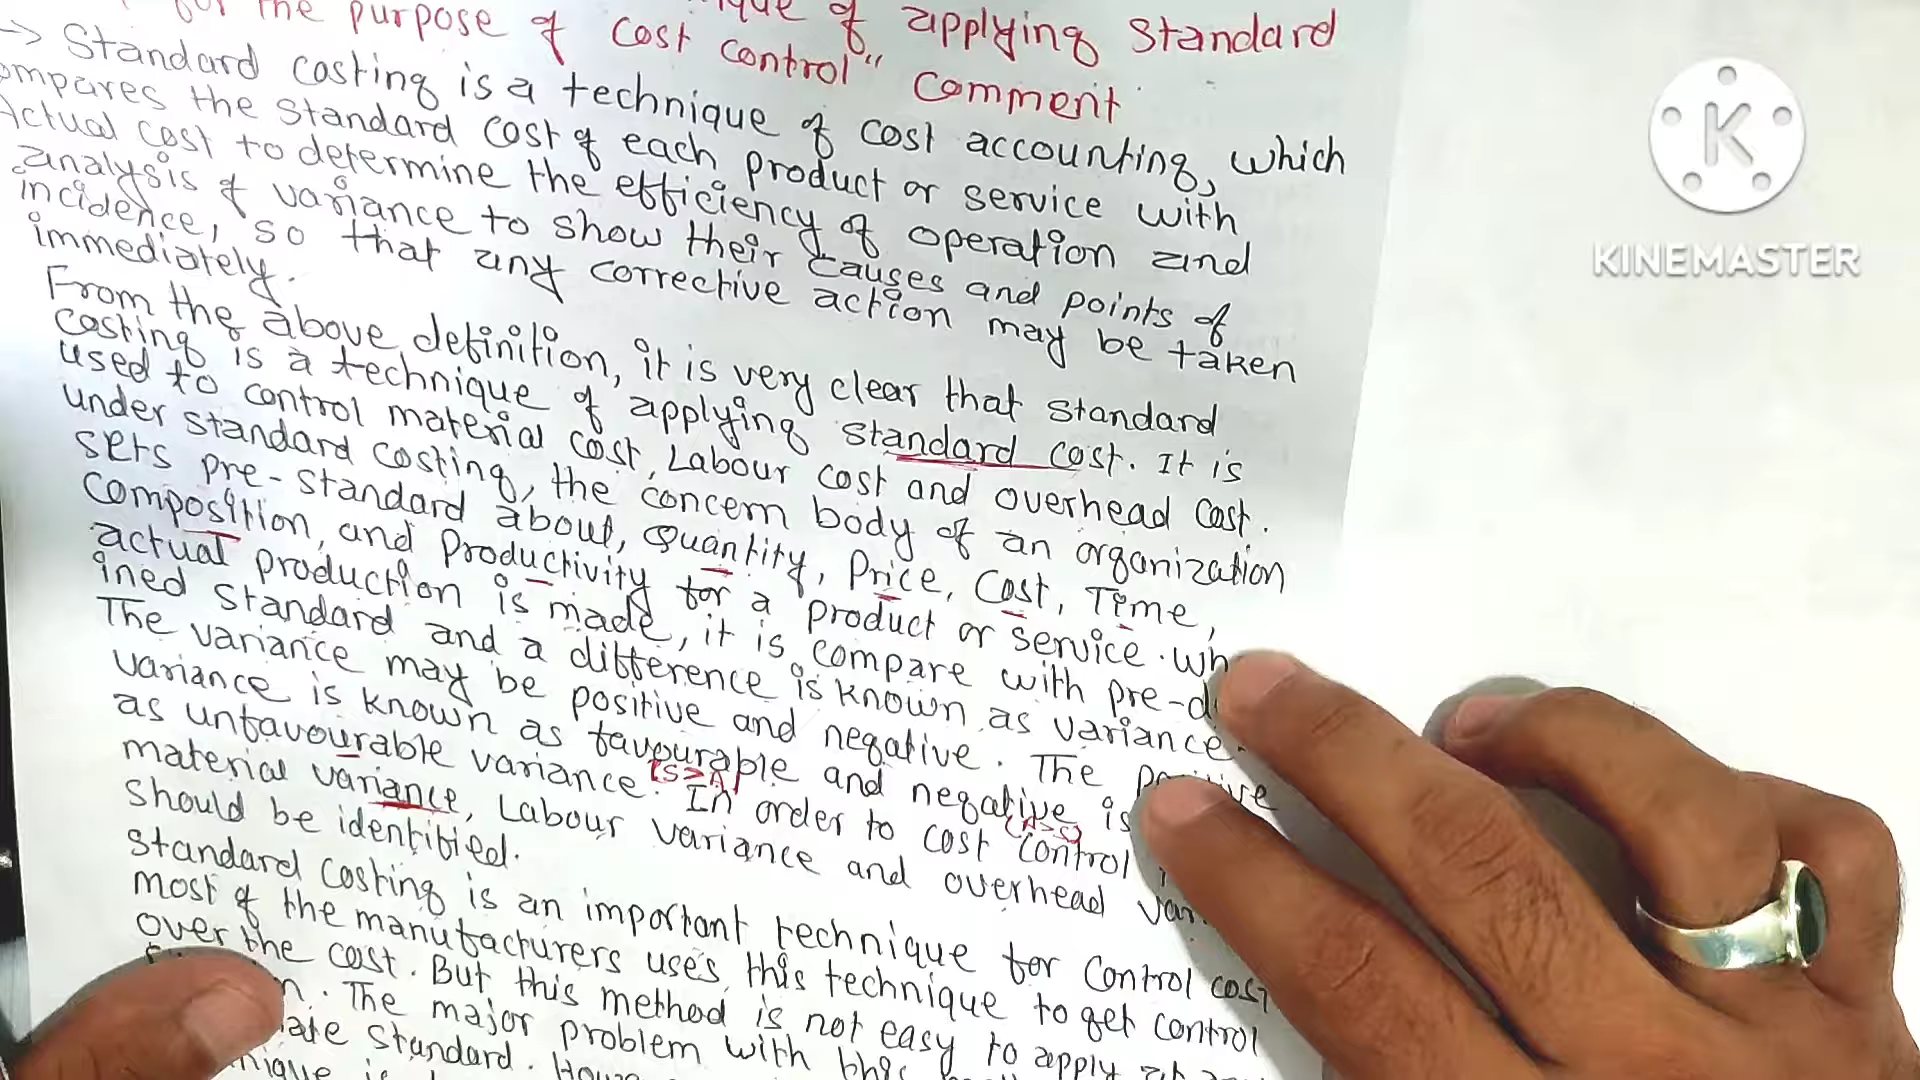 for the purpose of cost control" Comment
of applying standard
→ Standard costing is a technique of cost accounting, which
ompares the standard cost of each product or service with
Actual cost to determine the efficiency of operation and
analysis of variance to show their causes and points of
incidence, so that any corrective action may be taken
immediately.
From the above definition, it is very clear that standard
costing is a technique of applying standard cost. It is
used to control material cost, Labour cost and overhead cost.
under standard costing, the concern body of an organization
sets pre-standard about, Quantity, Price, Cost, Time,
composition, and productivity for a product or service. wh
actual production is made, it is compare with pre-d
ined standard and a difference is known as variance.
The variance may be positive and negative. The positive
variance is known as favourable and negative is
(S>A)
(A>S)
as unfavourable variance. In order to cost control
material variance, Labour variance and overhead var
should be identified.
standard costing is an important technique for control cost
most of the manufacturers uses this technique to get control
over the cost. But this method is not easy to apply
n. The major problem with this
ate standard. How
nique
KINEMASTER